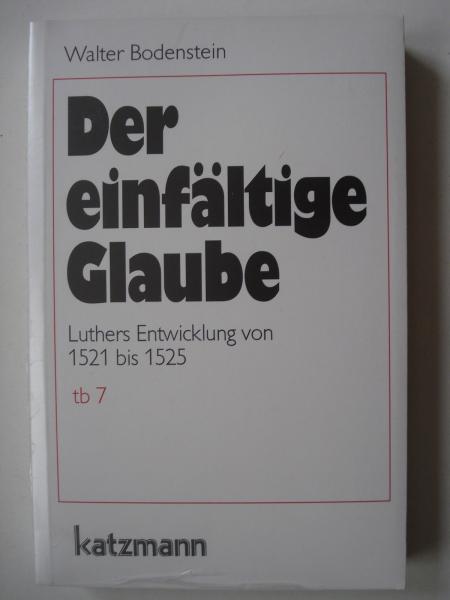 Walter Bodenstein
Der
einfältige
Glaube
Luthers Entwicklung von
1521 bis 1525
tb 7
katzmann